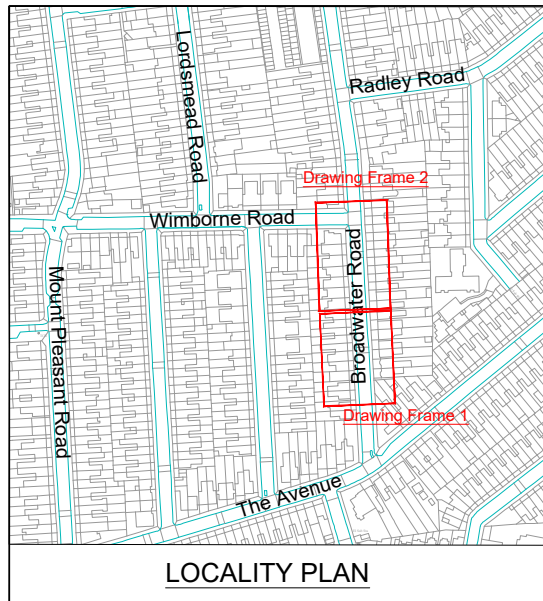 Lordsmead Road
Radley Road
Drawing Frame 2
Wimborne Road
Broadwater Road
Mount Pleasant Road
Drawing Frame 1
The Avenue
LOCALITY PLAN